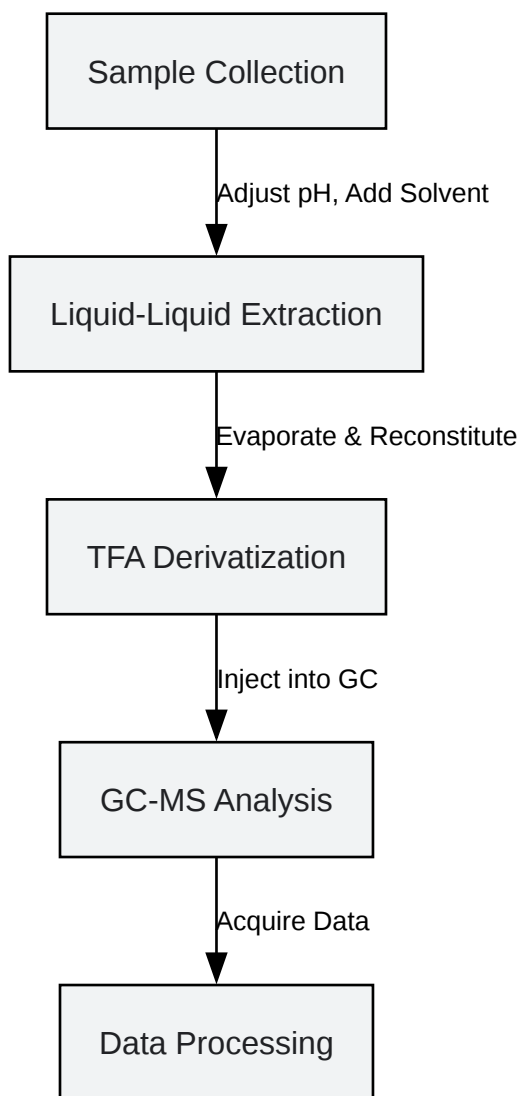 Sample Collection
Adjust pH, Add Solvent
Liquid-Liquid Extraction
Evaporate & Reconstitute
TFA Derivatization
Inject into GC
GC-MS Analysis
Acquire Data
Data Processing